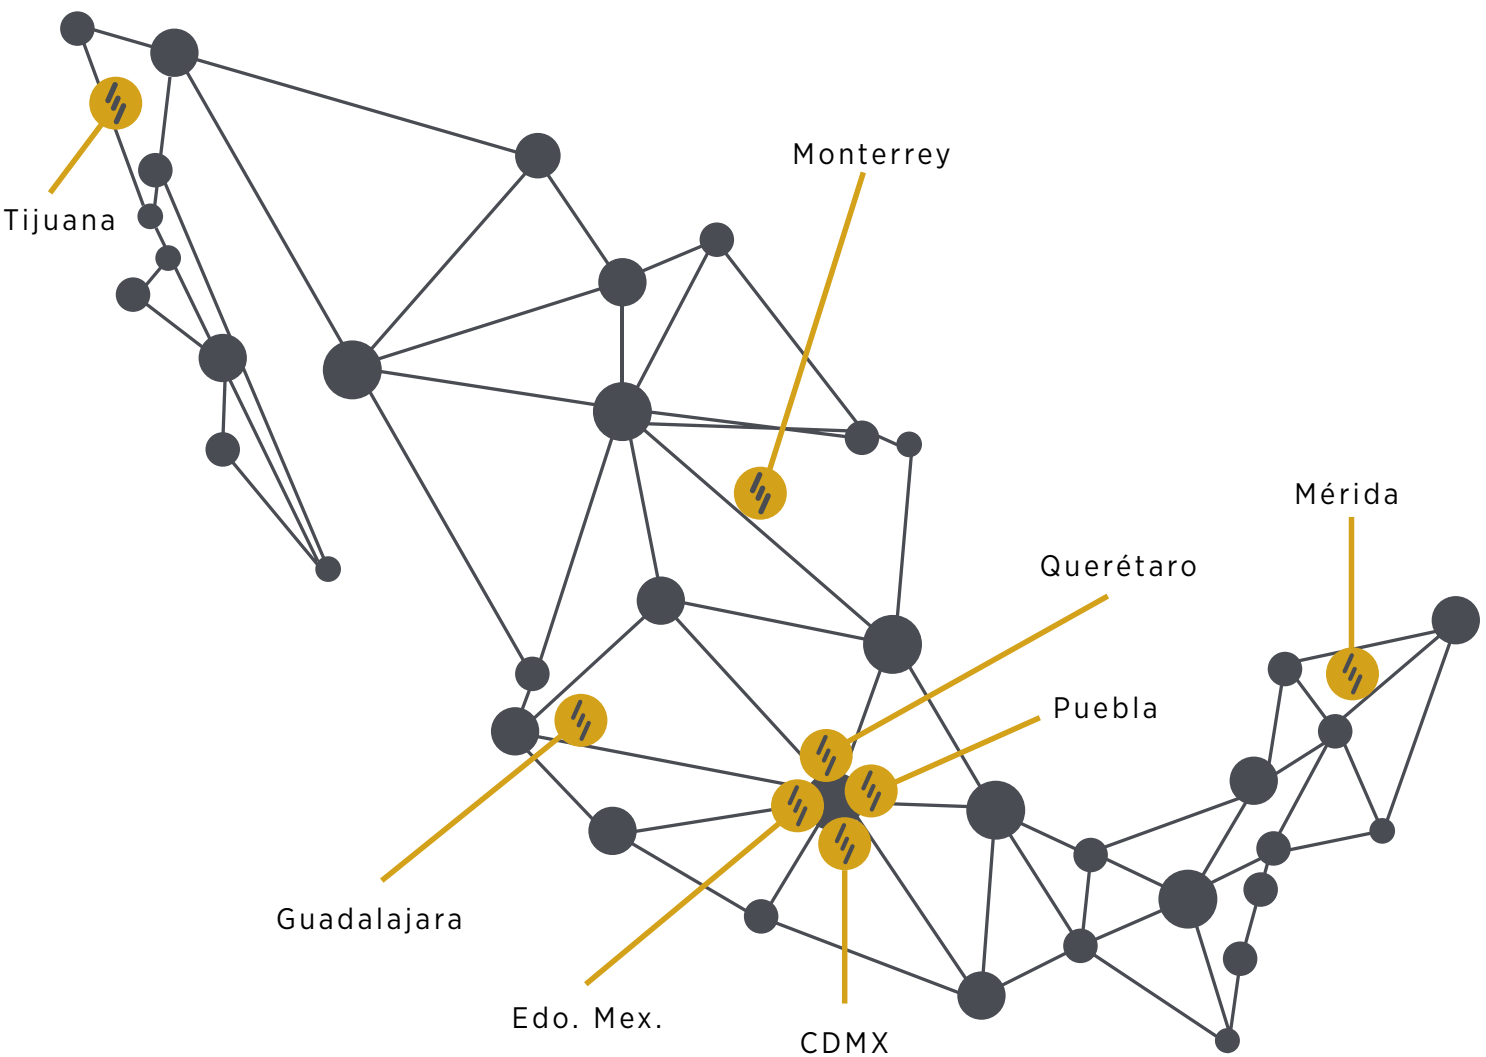 Monterrey
Tijuana
Mérida
Querétaro
Puebla
Guadalajara
Edo. Mex.
CDMX